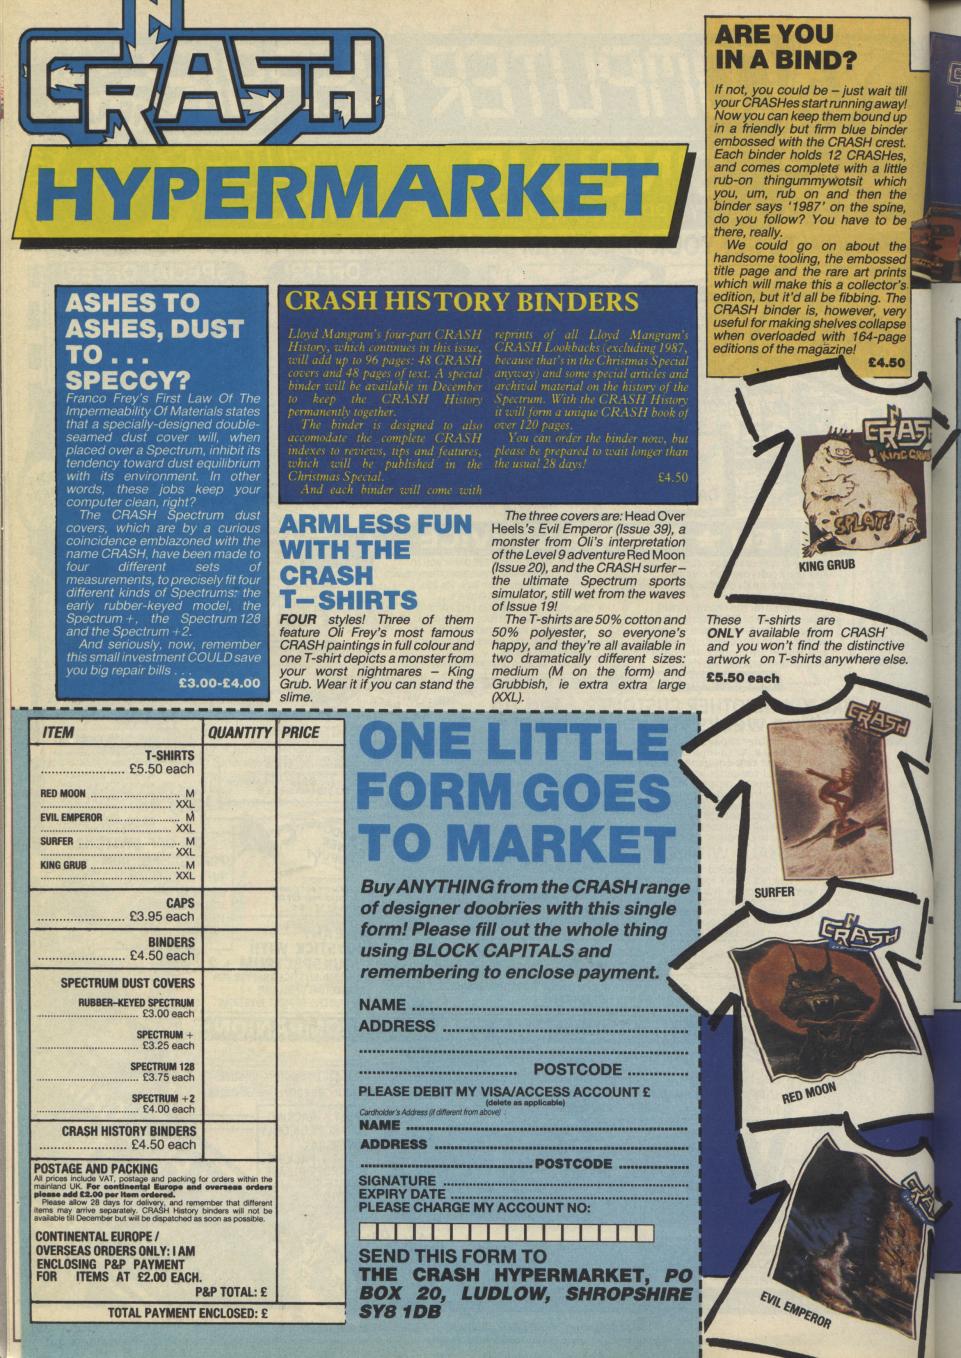 CRASH
HYPERMARKET
ARE YOU
IN A BIND?
If not, you could be – just wait till
your CRASHes start running away!
Now you can keep them bound up
in a friendly but firm blue binder
embossed with the CRASH crest.
Each binder holds 12 CRASHes,
and comes complete with a little
rub-on thingummywotsit which
you, um, rub on and then the
binder says '1987' on the spine,
do you follow? You have to be
there, really.
We could go on about the
handsome tooling, the embossed
title page and the rare art prints
which will make this a collector's
edition, but it'd all be fibbing. The
CRASH binder is, however, very
useful for making shelves collapse
when overloaded with 164-page
editions of the magazine!
£4.50
ASHES TO
ASHES, DUST
TO . . .
SPECCY?
Franco Frey's First Law Of The
Impermeability Of Materials states
that a specially-designed double-
seamed dust cover will, when
placed over a Spectrum, inhibit its
tendency toward dust equilibrium
with its environment. In other
words, these jobs keep your
computer clean, right?
The CRASH Spectrum dust
covers, which are by a curious
coincidence emblazoned with the
name CRASH, have been made to
four different sets of
measurements, to precisely fit four
different kinds of Spectrums: the
early rubber-keyed model, the
Spectrum +, the Spectrum 128
and the Spectrum +2.
And seriously, now, remember
this small investment COULD save
you big repair bills . . .
£3.00-£4.00
CRASH HISTORY BINDERS
Lloyd Mangram's four-part CRASH
History, which continues in this issue,
will add up to 96 pages: 48 CRASH
covers and 48 pages of text. A special
binder will be available in December
to keep the CRASH History
permanently together.
The binder is designed to also
accomodate the complete CRASH
indexes to reviews, tips and features,
which will be published in the
Christmas Special.
And each binder will come with
reprints of all Lloyd Mangram's
CRASH Lookbacks (excluding 1987,
because that's in the Christmas Special
anyway) and some special articles and
archival material on the history of the
Spectrum. With the CRASH History
it will form a unique CRASH book of
over 120 pages.
You can order the binder now, but
please be prepared to wait longer than
the usual 28 days!
£4.50
ARMLESS FUN
WITH THE
CRASH
T–SHIRTS
FOUR styles! Three of them
feature Oli Frey's most famous
CRASH paintings in full colour and
one T-shirt depicts a monster from
your worst nightmares – King
Grub. Wear it if you can stand the
slime.
The three covers are: Head Over
Heels's Evil Emperor (Issue 39), a
monster from Oli's interpretation
of the Level 9 adventure Red Moon
(Issue 20), and the CRASH surfer –
the ultimate Spectrum sports
simulator, still wet from the waves
of Issue 19!
The T-shirts are 50% cotton and
50% polyester, so everyone's
happy, and they're all available in
two dramatically different sizes:
medium (M on the form) and
Grubbish, ie extra extra large
(XXL).
CRASH
KING GRUB
SPLAT!
KING GRUB
These T-shirts are
ONLY available from CRASH
and you won't find the distinctive
artwork on T-shirts anywhere else.
£5.50 each
CRASH
SURFER
CRASH
RED MOON
CRASH
EVIL EMPEROR
ITEM QUANTITY PRICE
T-SHIRTS
........................ £5.50 each
RED MOON ........................ M
........................ XXL
EVIL EMPEROR ........................ M
........................ XXL
SURFER ........................ M
........................ XXL
KING GRUB ........................ M
........................ XXL
CAPS
........................ £3.95 each
BINDERS
........................ £4.50 each
SPECTRUM DUST COVERS
RUBBER–KEYED SPECTRUM
........................ £3.00 each
SPECTRUM +
........................ £3.25 each
SPECTRUM 128
........................ £3.75 each
SPECTRUM +2
........................ £4.00 each
CRASH HISTORY BINDERS
........................ £4.50 each
POSTAGE AND PACKING
All prices include VAT, postage and packing for orders within the
mainland UK. For continental Europe and overseas orders
please add £2.00 per item ordered.
Please allow 28 days for delivery, and remember that different
items may arrive separately. CRASH History binders will not be
available till December but will be dispatched as soon as possible.
CONTINENTAL EUROPE /
OVERSEAS ORDERS ONLY: I AM
ENCLOSING P&P PAYMENT
FOR ITEMS AT £2.00 EACH.
P&P TOTAL: £
TOTAL PAYMENT ENCLOSED: £
ONE LITTLE
FORM GOES
TO MARKET
Buy ANYTHING from the CRASH range
of designer doobries with this single
form! Please fill out the whole thing
using BLOCK CAPITALS and
remembering to enclose payment.
NAME ........................
ADDRESS ........................
........................
........................ POSTCODE ............
PLEASE DEBIT MY VISA/ACCESS ACCOUNT £
(delete as applicable)
Cardholder's Address (if different from above)
NAME ........................
ADDRESS ........................
........................ POSTCODE ............
SIGNATURE ........................
EXPIRY DATE ........................
PLEASE CHARGE MY ACCOUNT NO:
SEND THIS FORM TO
THE CRASH HYPERMARKET, PO
BOX 20, LUDLOW, SHROPSHIRE
SY8 1DB